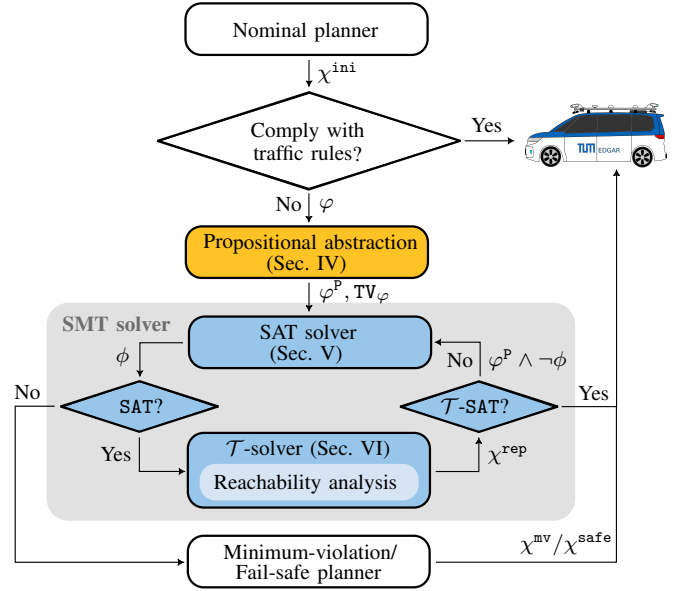 Nominal planner
χ^ini
Comply with
traffic rules?
Yes
TUM EDGAR
No
φ
Propositional abstraction
(Sec. IV)
φ^P, TV_φ
SMT solver
SAT solver
(Sec. V)
ϕ
No
φ^P ∧ ¬ϕ
No
SAT?
𝒯-SAT?
Yes
Yes
𝒯-solver (Sec. VI)
Reachability analysis
χ^rep
Minimum-violation/
Fail-safe planner
χ^mv/χ^safe